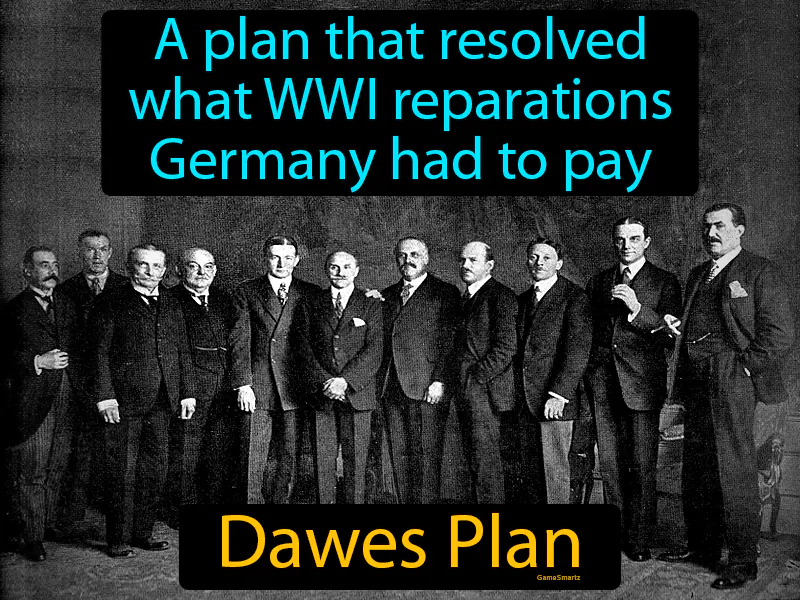 A plan that resolved
what WWI reparations
Germany had to pay
Dawes Plan
GameSmartz